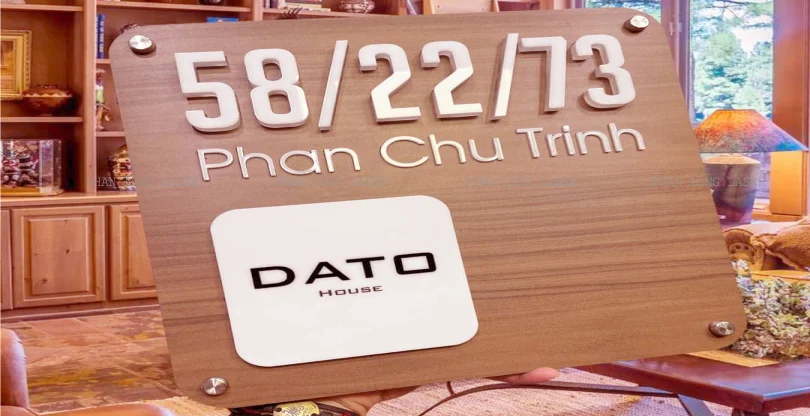 58/22/73
Phan Chu Trinh
DATO
House